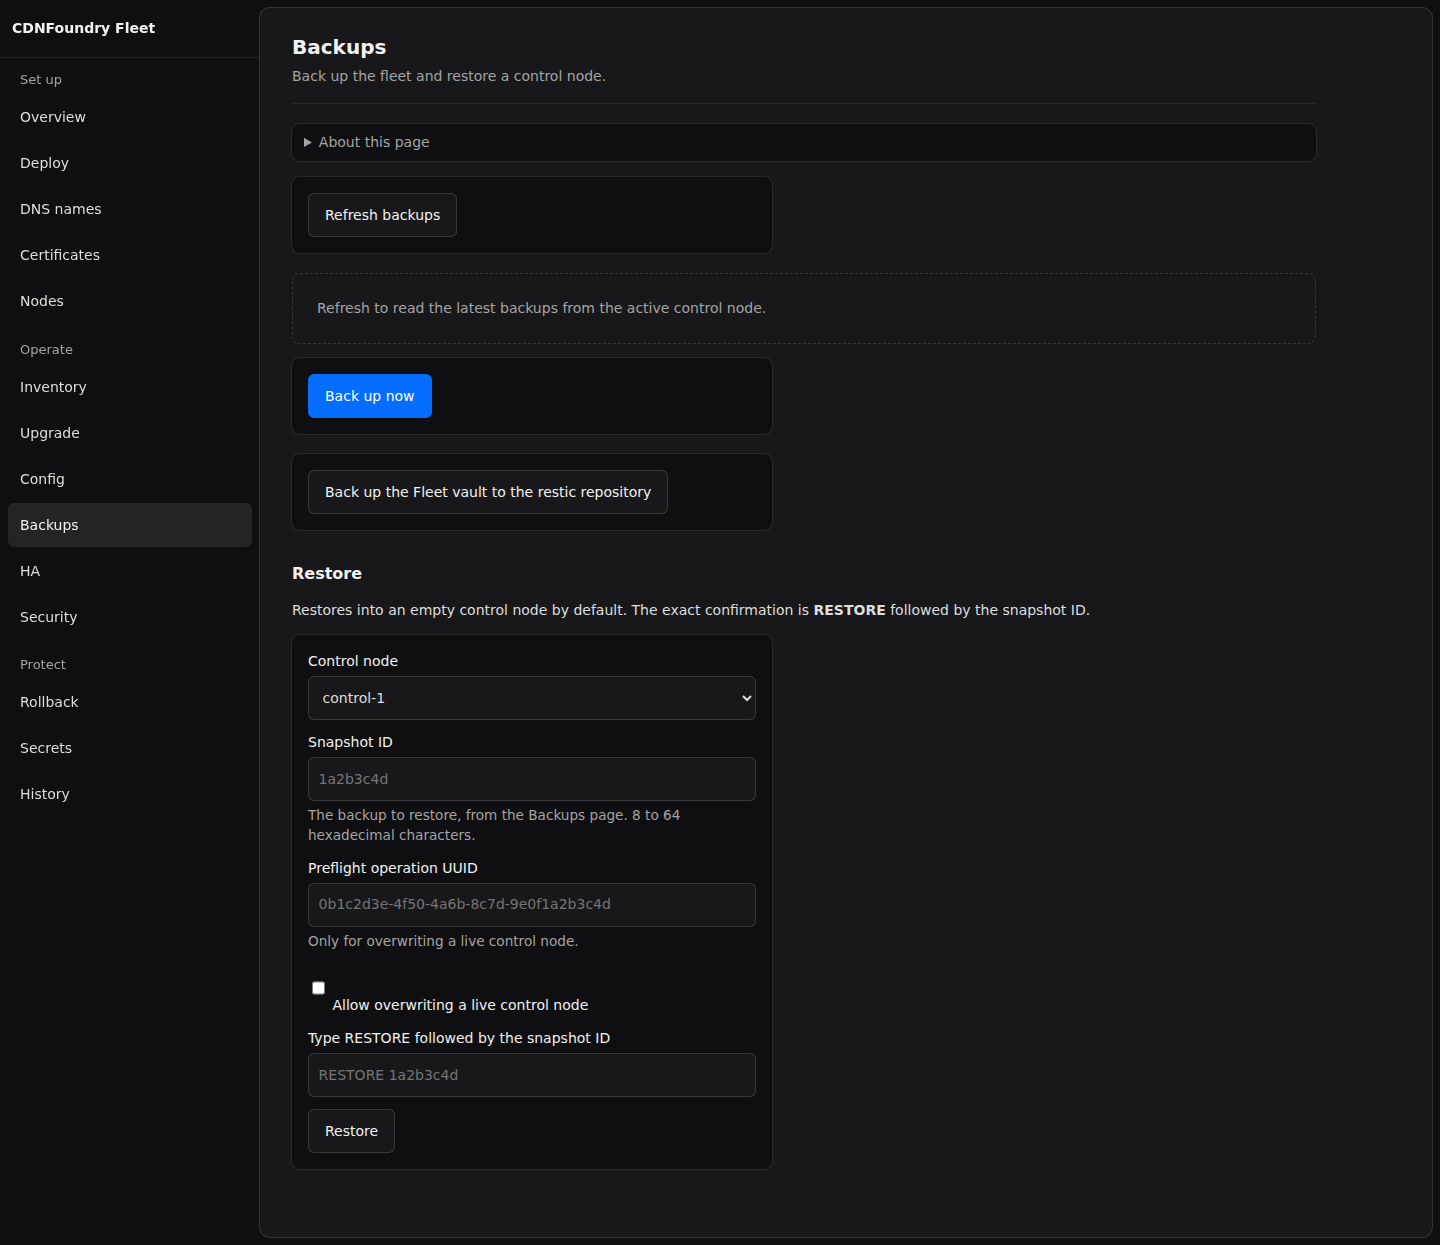 CDNFoundry Fleet
Set up
Overview
Deploy
DNS names
Certificates
Nodes
Operate
Inventory
Upgrade
Config
Backups
HA
Security
Protect
Rollback
Secrets
History
Backups
Back up the fleet and restore a control node.
About this page
Refresh backups
Refresh to read the latest backups from the active control node.
Back up now
Back up the Fleet vault to the restic repository
Restore
Restores into an empty control node by default. The exact confirmation is RESTORE followed by the snapshot ID.
Control node
control-1
Snapshot ID
1a2b3c4d
The backup to restore, from the Backups page. 8 to 64
hexadecimal characters.
Preflight operation UUID
0b1c2d3e-4f50-4a6b-8c7d-9e0f1a2b3c4d
Only for overwriting a live control node.
Allow overwriting a live control node
Type RESTORE followed by the snapshot ID
RESTORE 1a2b3c4d
Restore